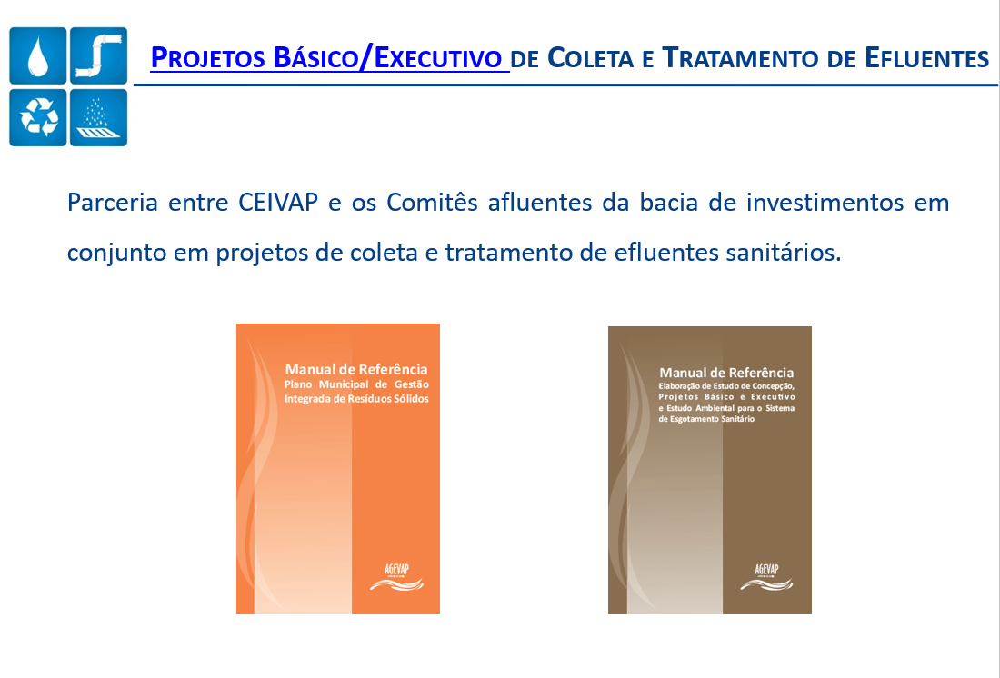 PROJETOS BÁSICO/EXECUTIVO DE COLETA E TRATAMENTO DE EFLUENTES
Parceria entre CEIVAP e os Comitês afluentes da bacia de investimentos em
conjunto em projetos de coleta e tratamento de efluentes sanitários.
Manual de Referência
Plano Municipal de Gestão
Integrada de Resíduos Sólidos
AGEVAP
Manual de Referência
Elaboração de Estudo de Concepção,
Projetos Básico e Executivo
e Estudo Ambiental para o Sistema
de Esgotamento Sanitário
AGEVAP